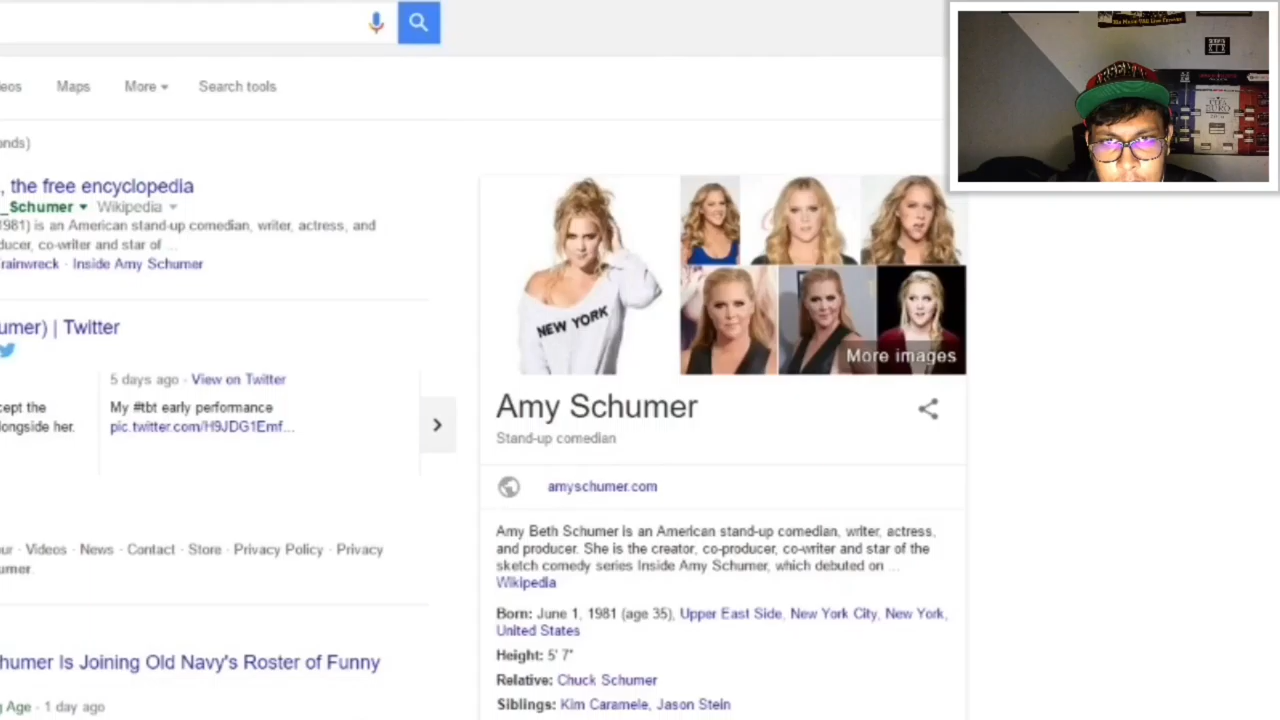 eos Maps More Search tools
onds)
, the free encyclopedia
_Schumer Wikipedia
1981) is an American stand-up comedian, writer, actress, and
ducer, co-writer and star of ...
rainwreck · Inside Amy Schumer
umer) | Twitter
5 days ago · View on Twitter
cept the
longside her.
My #tbt early performance
pic.twitter.com/H9JDG1Emf...
ur · Videos · News · Contact · Store · Privacy Policy · Privacy
umer.
humer Is Joining Old Navy's Roster of Funny
g Age · 1 day ago
NEW YORK
More images
Amy Schumer
Stand-up comedian
amyschumer.com
Amy Beth Schumer is an American stand-up comedian, writer, actress,
and producer. She is the creator, co-producer, co-writer and star of the
sketch comedy series Inside Amy Schumer, which debuted on ...
Wikipedia
Born: June 1, 1981 (age 35), Upper East Side, New York City, New York,
United States
Height: 5' 7"
Relative: Chuck Schumer
Siblings: Kim Caramele, Jason Stein